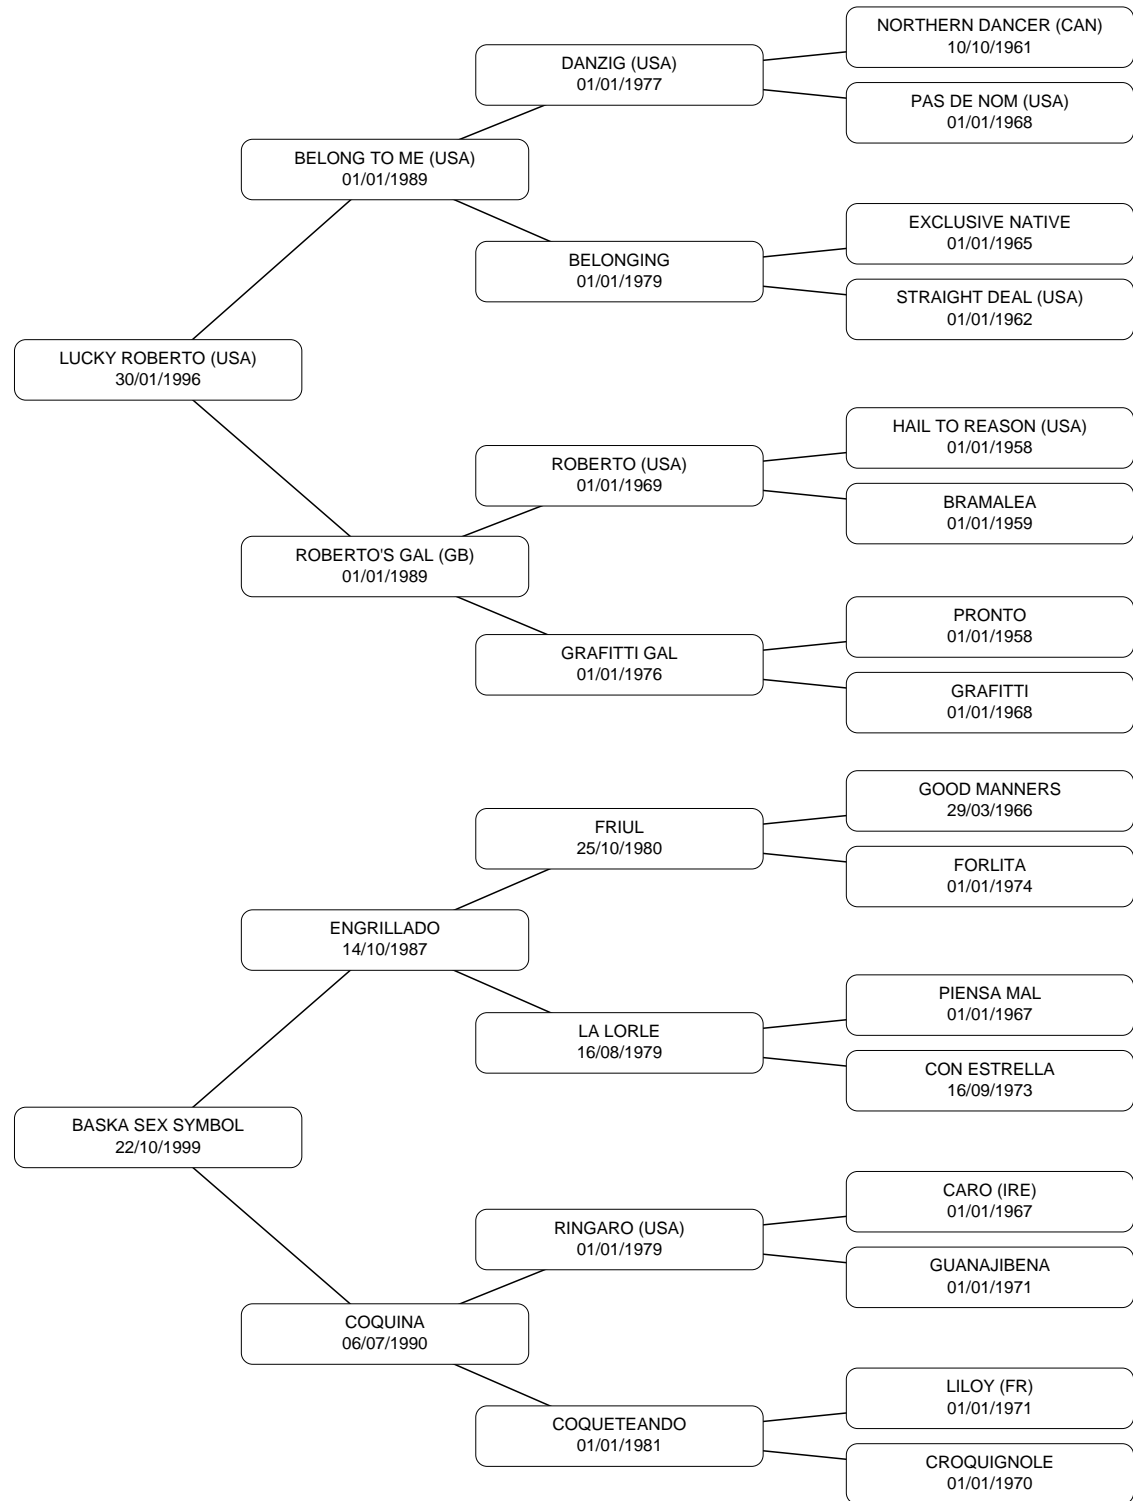 NORTHERN DANCER (CAN)
10/10/1961
DANZIG (USA)
01/01/1977
PAS DE NOM (USA)
01/01/1968
BELONG TO ME (USA)
01/01/1989
EXCLUSIVE NATIVE
01/01/1965
BELONGING
01/01/1979
STRAIGHT DEAL (USA)
01/01/1962
LUCKY ROBERTO (USA)
30/01/1996
HAIL TO REASON (USA)
01/01/1958
ROBERTO (USA)
01/01/1969
BRAMALEA
01/01/1959
ROBERTO'S GAL (GB)
01/01/1989
PRONTO
01/01/1958
GRAFITTI GAL
01/01/1976
GRAFITTI
01/01/1968
GOOD MANNERS
29/03/1966
FRIUL
25/10/1980
FORLITA
01/01/1974
ENGRILLADO
14/10/1987
PIENSA MAL
01/01/1967
LA LORLE
16/08/1979
CON ESTRELLA
16/09/1973
BASKA SEX SYMBOL
22/10/1999
CARO (IRE)
01/01/1967
RINGARO (USA)
01/01/1979
GUANAJIBENA
01/01/1971
COQUINA
06/07/1990
LILOY (FR)
01/01/1971
COQUETEANDO
01/01/1981
CROQUIGNOLE
01/01/1970